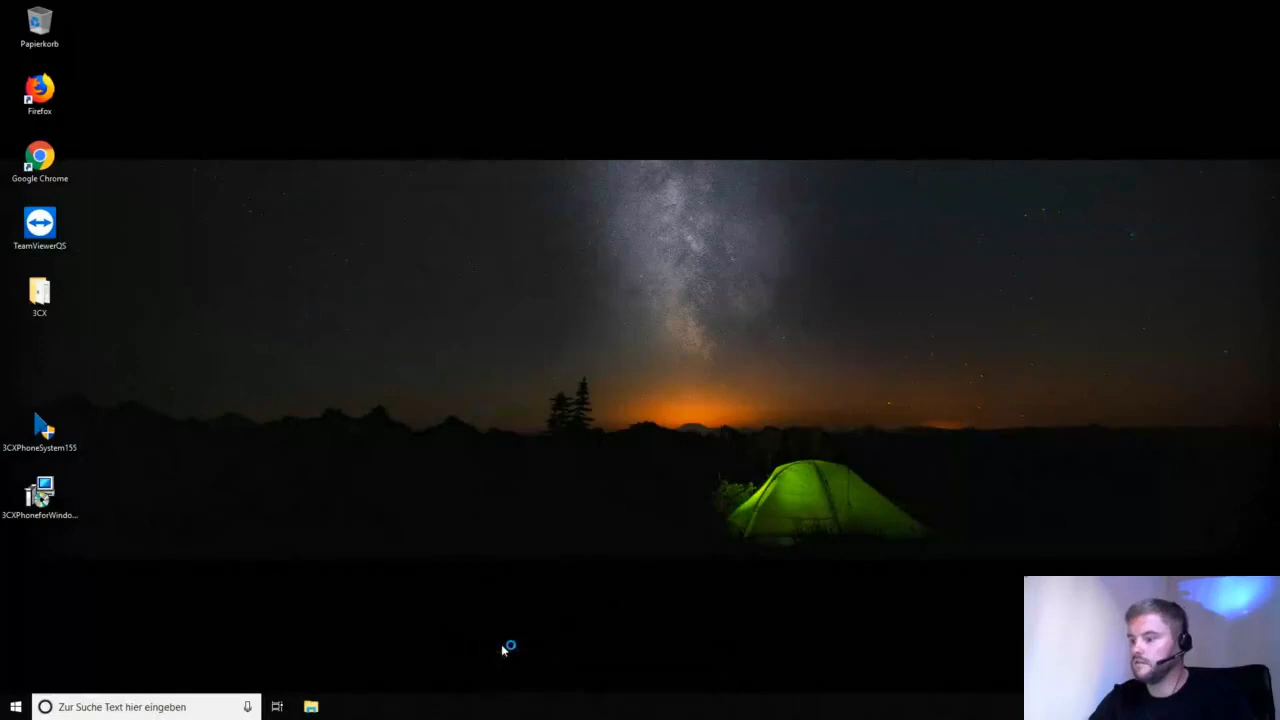 Papierkorb
Firefox
Google Chrome
TeamViewerQS
3CX
3CXPhoneSystem155
3CXPhoneforWindo...
Zur Suche Text hier eingeben